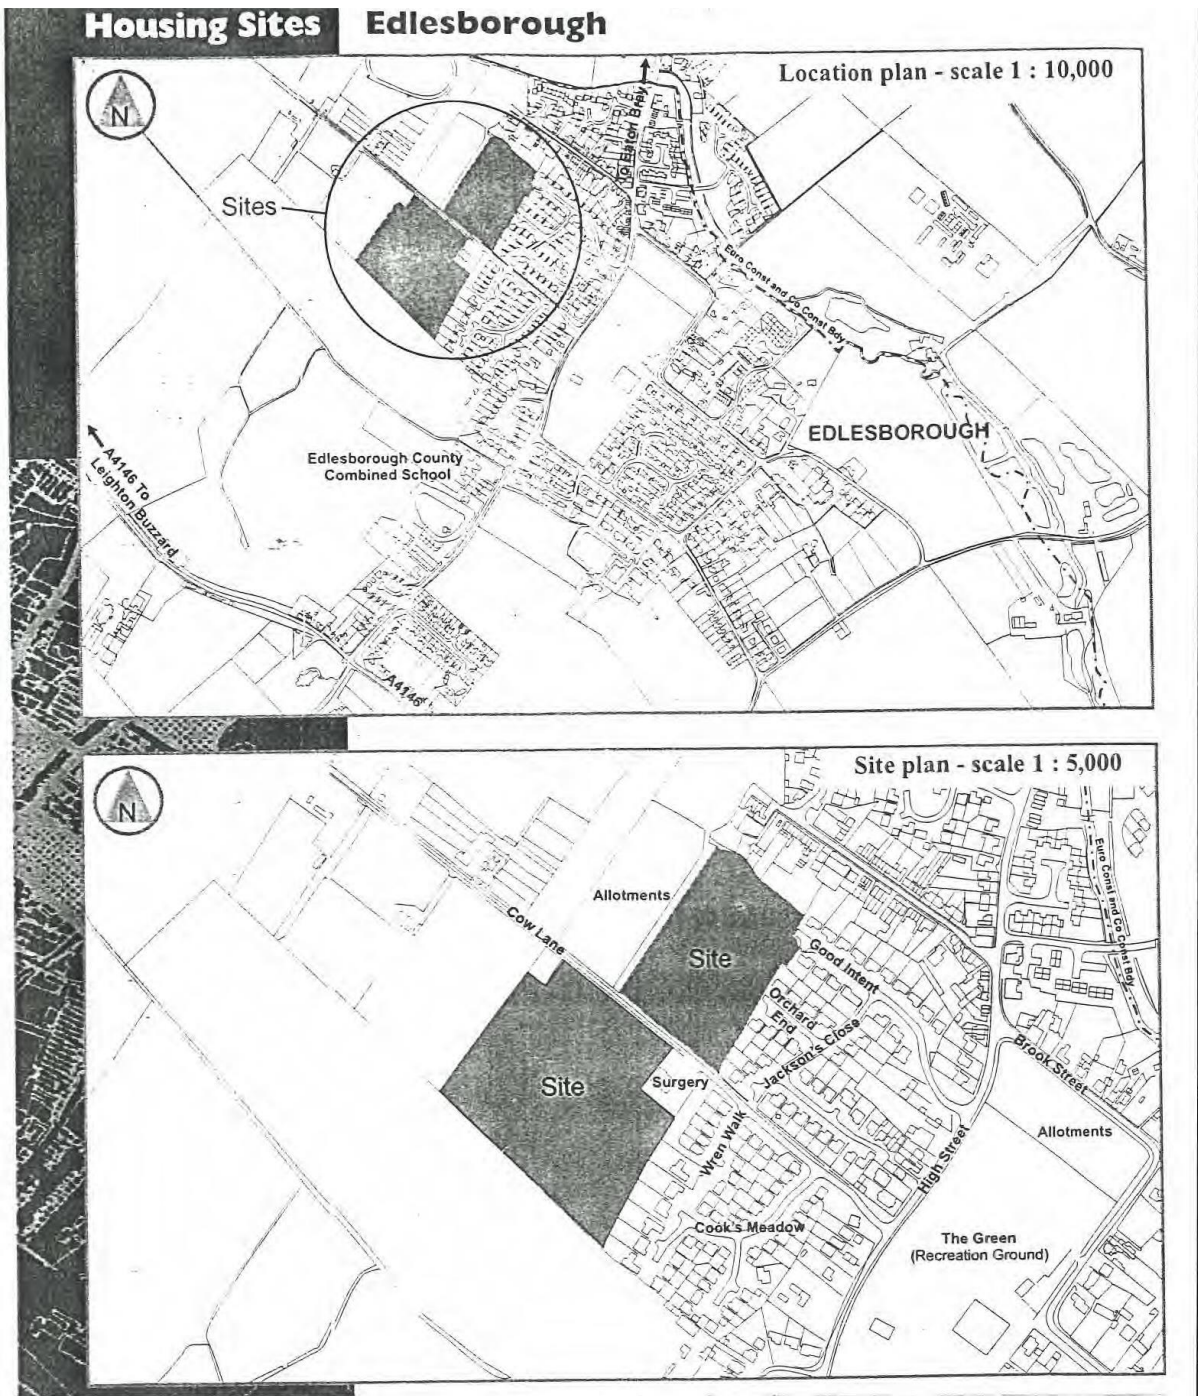 Housing Sites Edlesborough
Location plan - scale 1 : 10,000
N
To Eaton Bray
Sites
Euro Const and Co Const Bdy
EDLESBOROUGH
Edlesborough County
Combined School
A4146 To
Leighton Buzzard
A4146
Site plan - scale 1 : 5,000
N
Euro Const and Co Const Bdy
Allotments
Cow Lane
Site
Good Intent
Orchard
End
Jackson's Close
Brook Street
Site
Surgery
Wren Walk
High Street
Allotments
Cook's Meadow
The Green
(Recreation Ground)